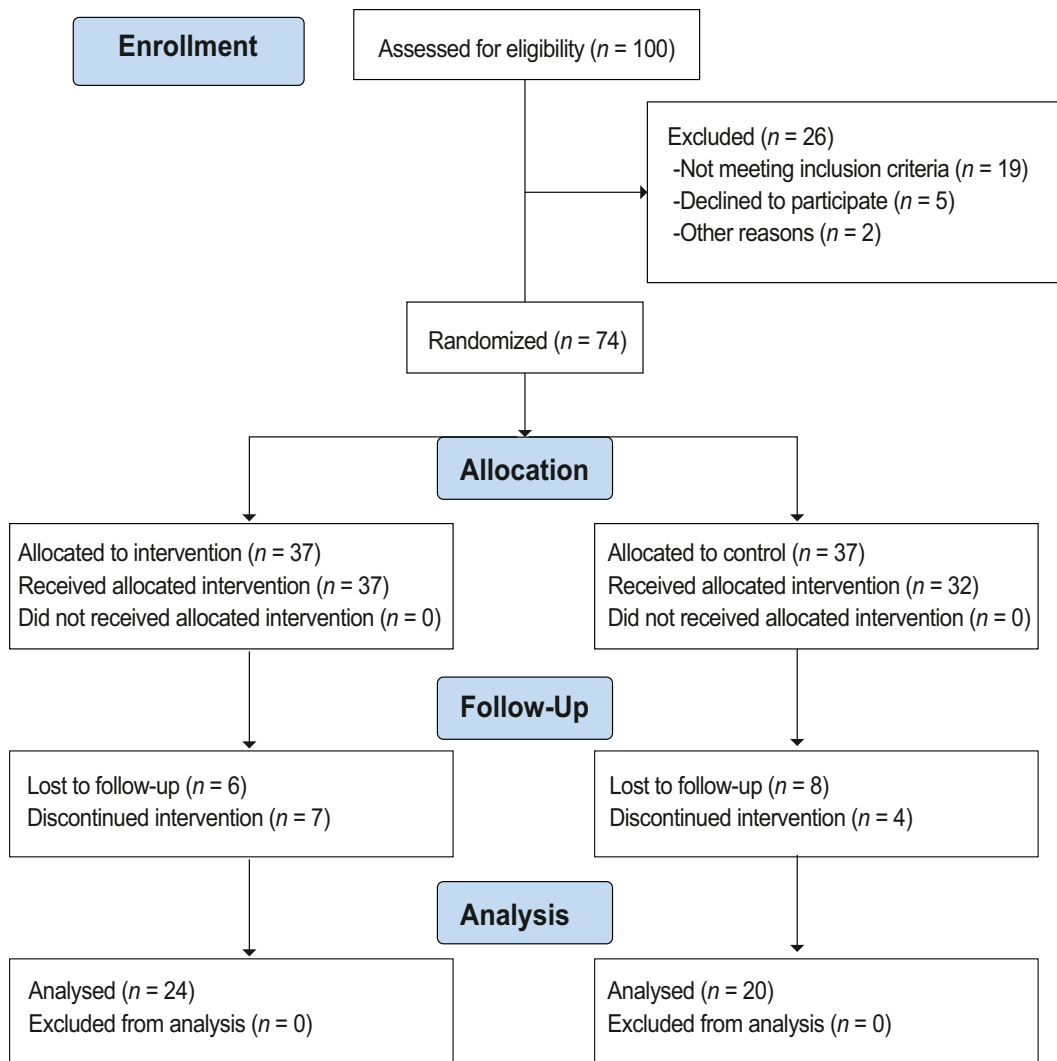 Enrollment
Assessed for eligibility (n = 100)
Excluded (n = 26)
-Not meeting inclusion criteria (n = 19)
-Declined to participate (n = 5)
-Other reasons (n = 2)
Randomized (n = 74)
Allocation
Allocated to intervention (n = 37)
Received allocated intervention (n = 37)
Did not received allocated intervention (n = 0)
Allocated to control (n = 37)
Received allocated intervention (n = 32)
Did not received allocated intervention (n = 0)
Follow-Up
Lost to follow-up (n = 6)
Discontinued intervention (n = 7)
Lost to follow-up (n = 8)
Discontinued intervention (n = 4)
Analysis
Analysed (n = 24)
Excluded from analysis (n = 0)
Analysed (n = 20)
Excluded from analysis (n = 0)